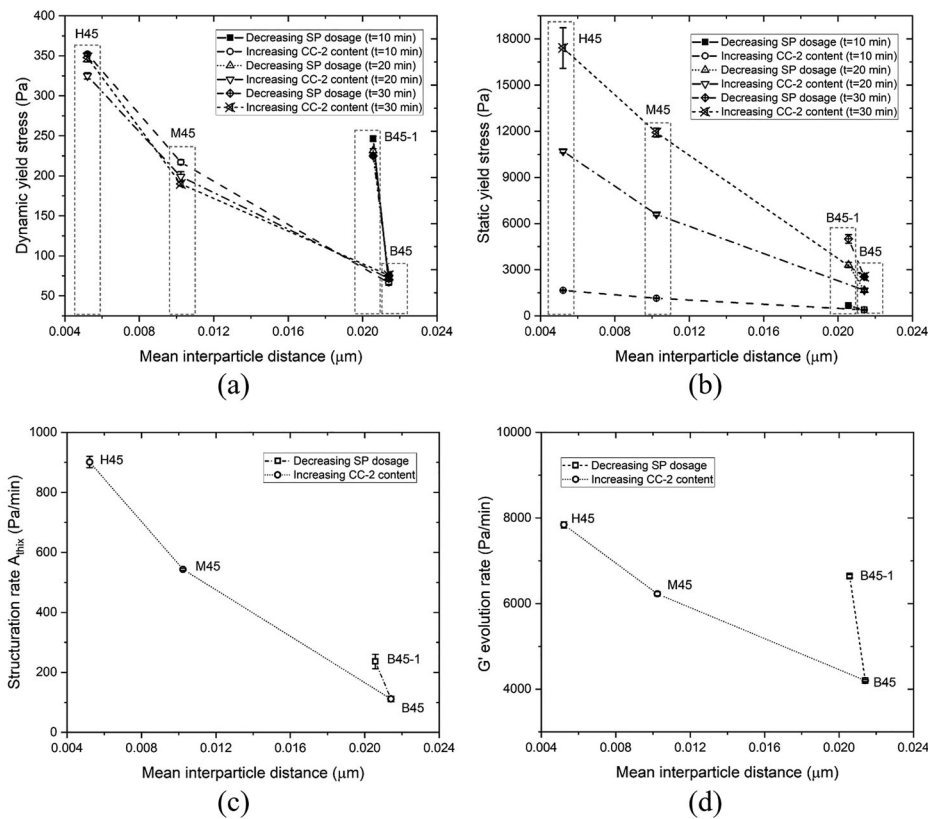 (a)
400
350
300
250
200
150
100
50
0.004 0.008 0.012 0.016 0.020 0.024
Dynamic yield stress (Pa)
Mean interparticle distance (μm)
H45
M45
B45-1
B45
Decreasing SP dosage (t=10 min)
Increasing CC-2 content (t=10 min)
Decreasing SP dosage (t=20 min)
Increasing CC-2 content (t=20 min)
Decreasing SP dosage (t=30 min)
Increasing CC-2 content (t=30 min)
(b)
18000
15000
12000
9000
6000
3000
0
0.004 0.008 0.012 0.016 0.020 0.024
Static yield stress (Pa)
Mean interparticle distance (μm)
H45
M45
B45-1
B45
Decreasing SP dosage (t=10 min)
Increasing CC-2 content (t=10 min)
Decreasing SP dosage (t=20 min)
Increasing CC-2 content (t=20 min)
Decreasing SP dosage (t=30 min)
Increasing CC-2 content (t=30 min)
(c)
1000
800
600
400
200
0
0.004 0.008 0.012 0.016 0.020 0.024
Structuration rate Athix (Pa/min)
Mean interparticle distance (μm)
H45
M45
B45-1
B45
Decreasing SP dosage
Increasing CC-2 content
(d)
10000
8000
6000
4000
0.004 0.008 0.012 0.016 0.020 0.024
G' evolution rate (Pa/min)
Mean interparticle distance (μm)
H45
M45
B45-1
B45
Decreasing SP dosage
Increasing CC-2 content